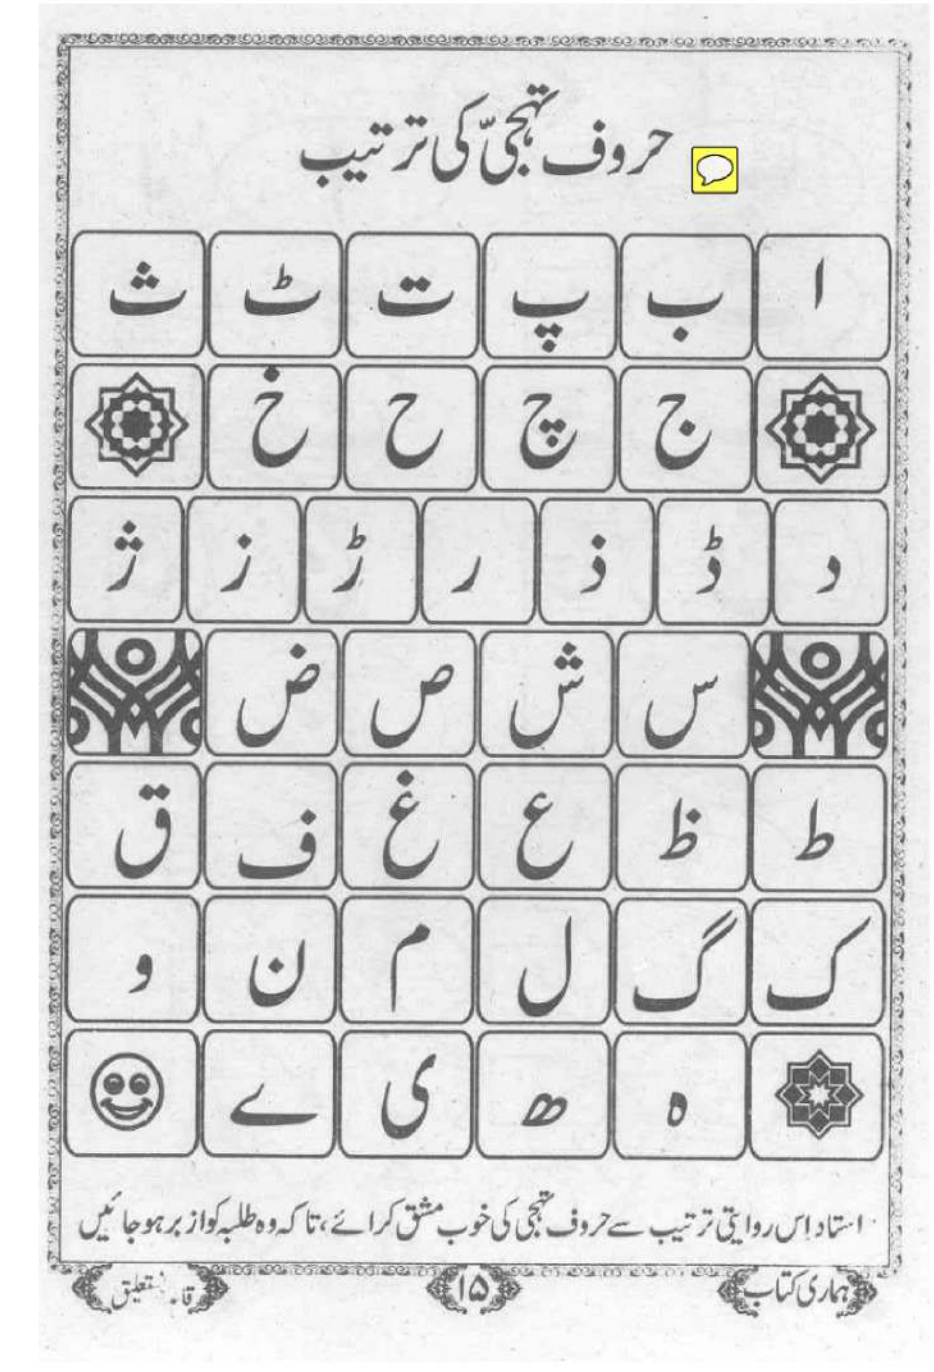 حروف تہجیّ کی ترتیب
ا ب پ ت ٹ ث
ج چ ح خ
د ڈ ذ ر ڑ ز ژ
س ش ص ض
ط ظ ع غ ف ق
ک گ ل م ن و
ہ ھ ی ے
استاد اِس روایتی ترتیب سے حروف تہجی کی خوب مشق کرائے، تاکہ وہ طلبہ کو ازبر ہو جائیں
ہماری کتاب ۱۵ نستعلیق